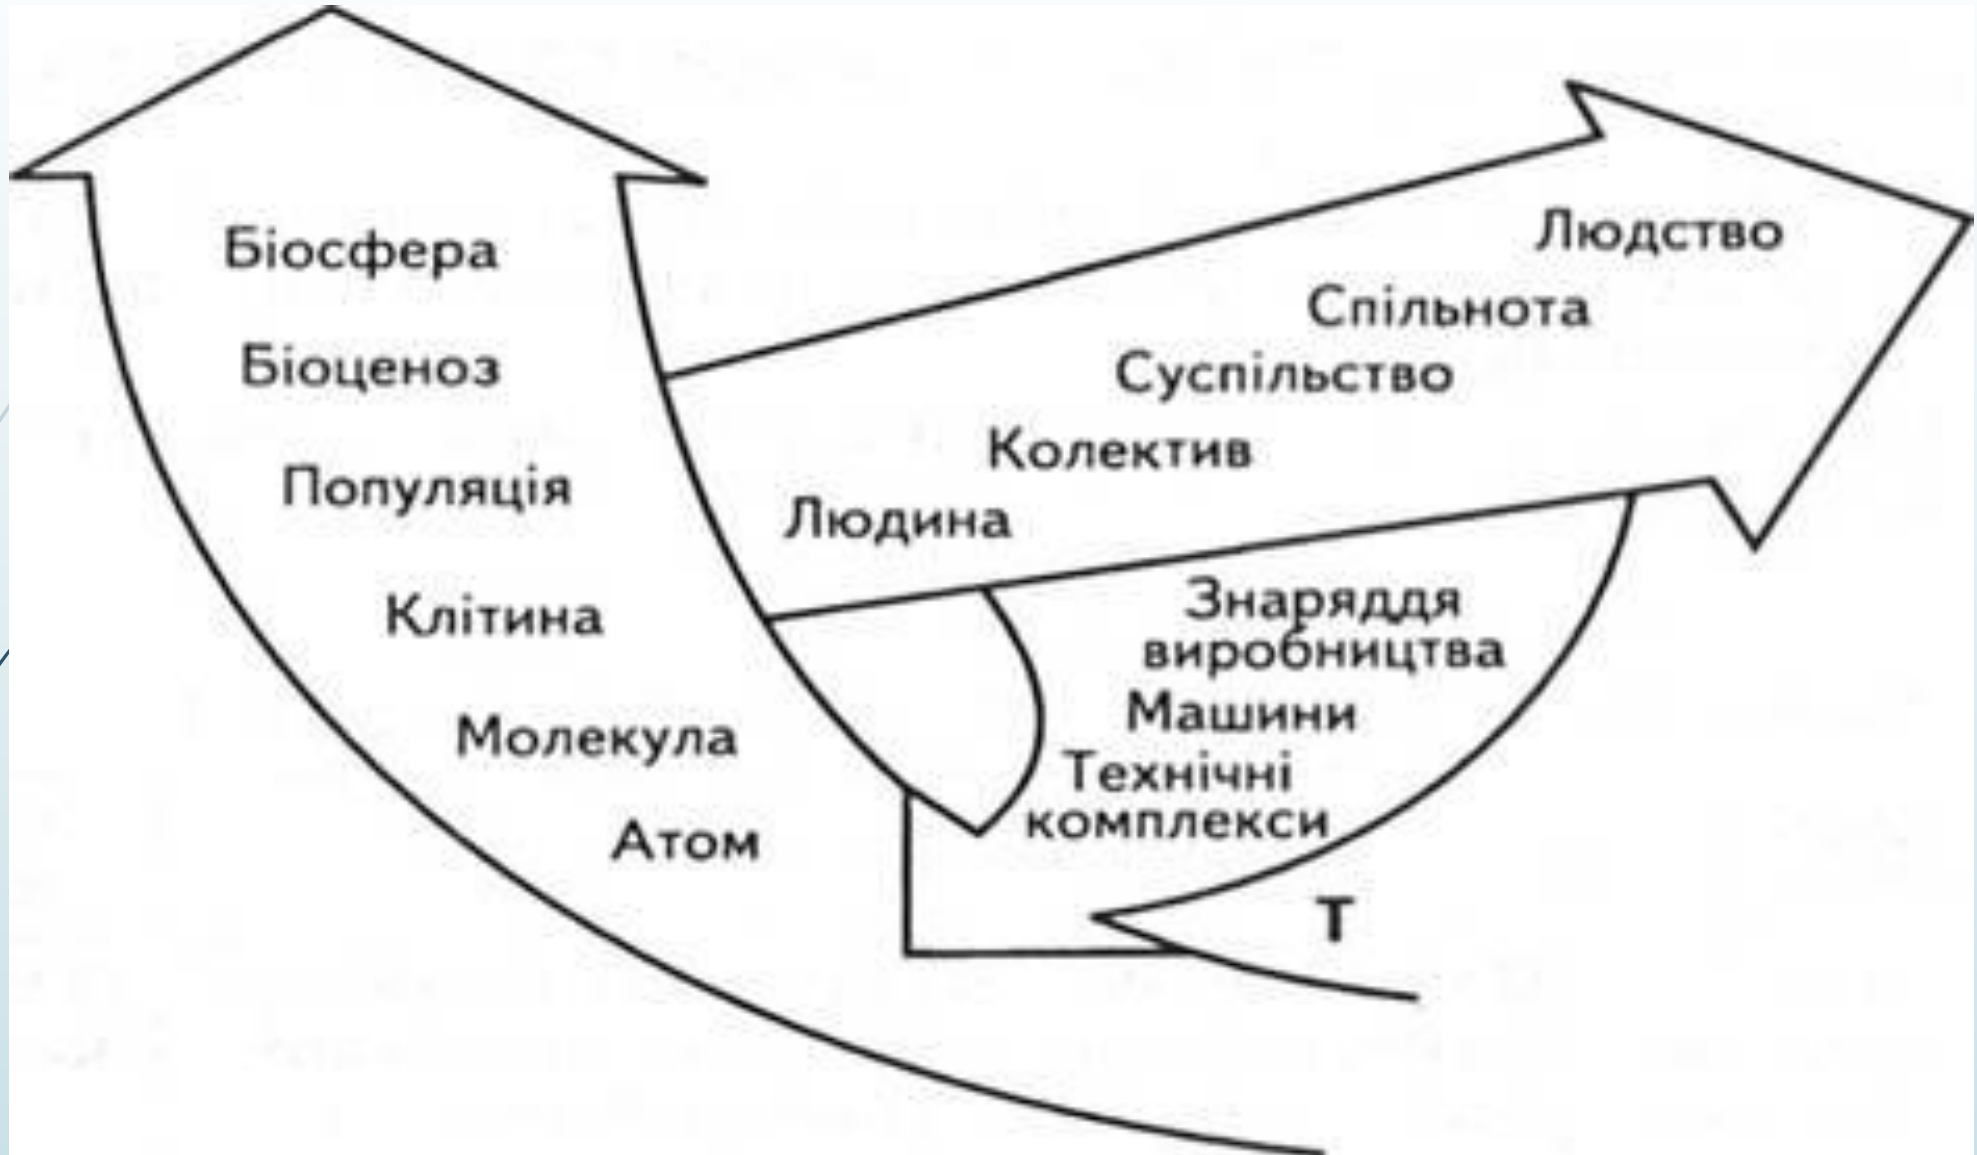 Біосфера
Біоценоз
Популяція
Клітина
Молекула
Атом
Людство
Спільнота
Суспільство
Колектив
Людина
Знаряддя
виробництва
Машини
Технічні
комплекси
Т